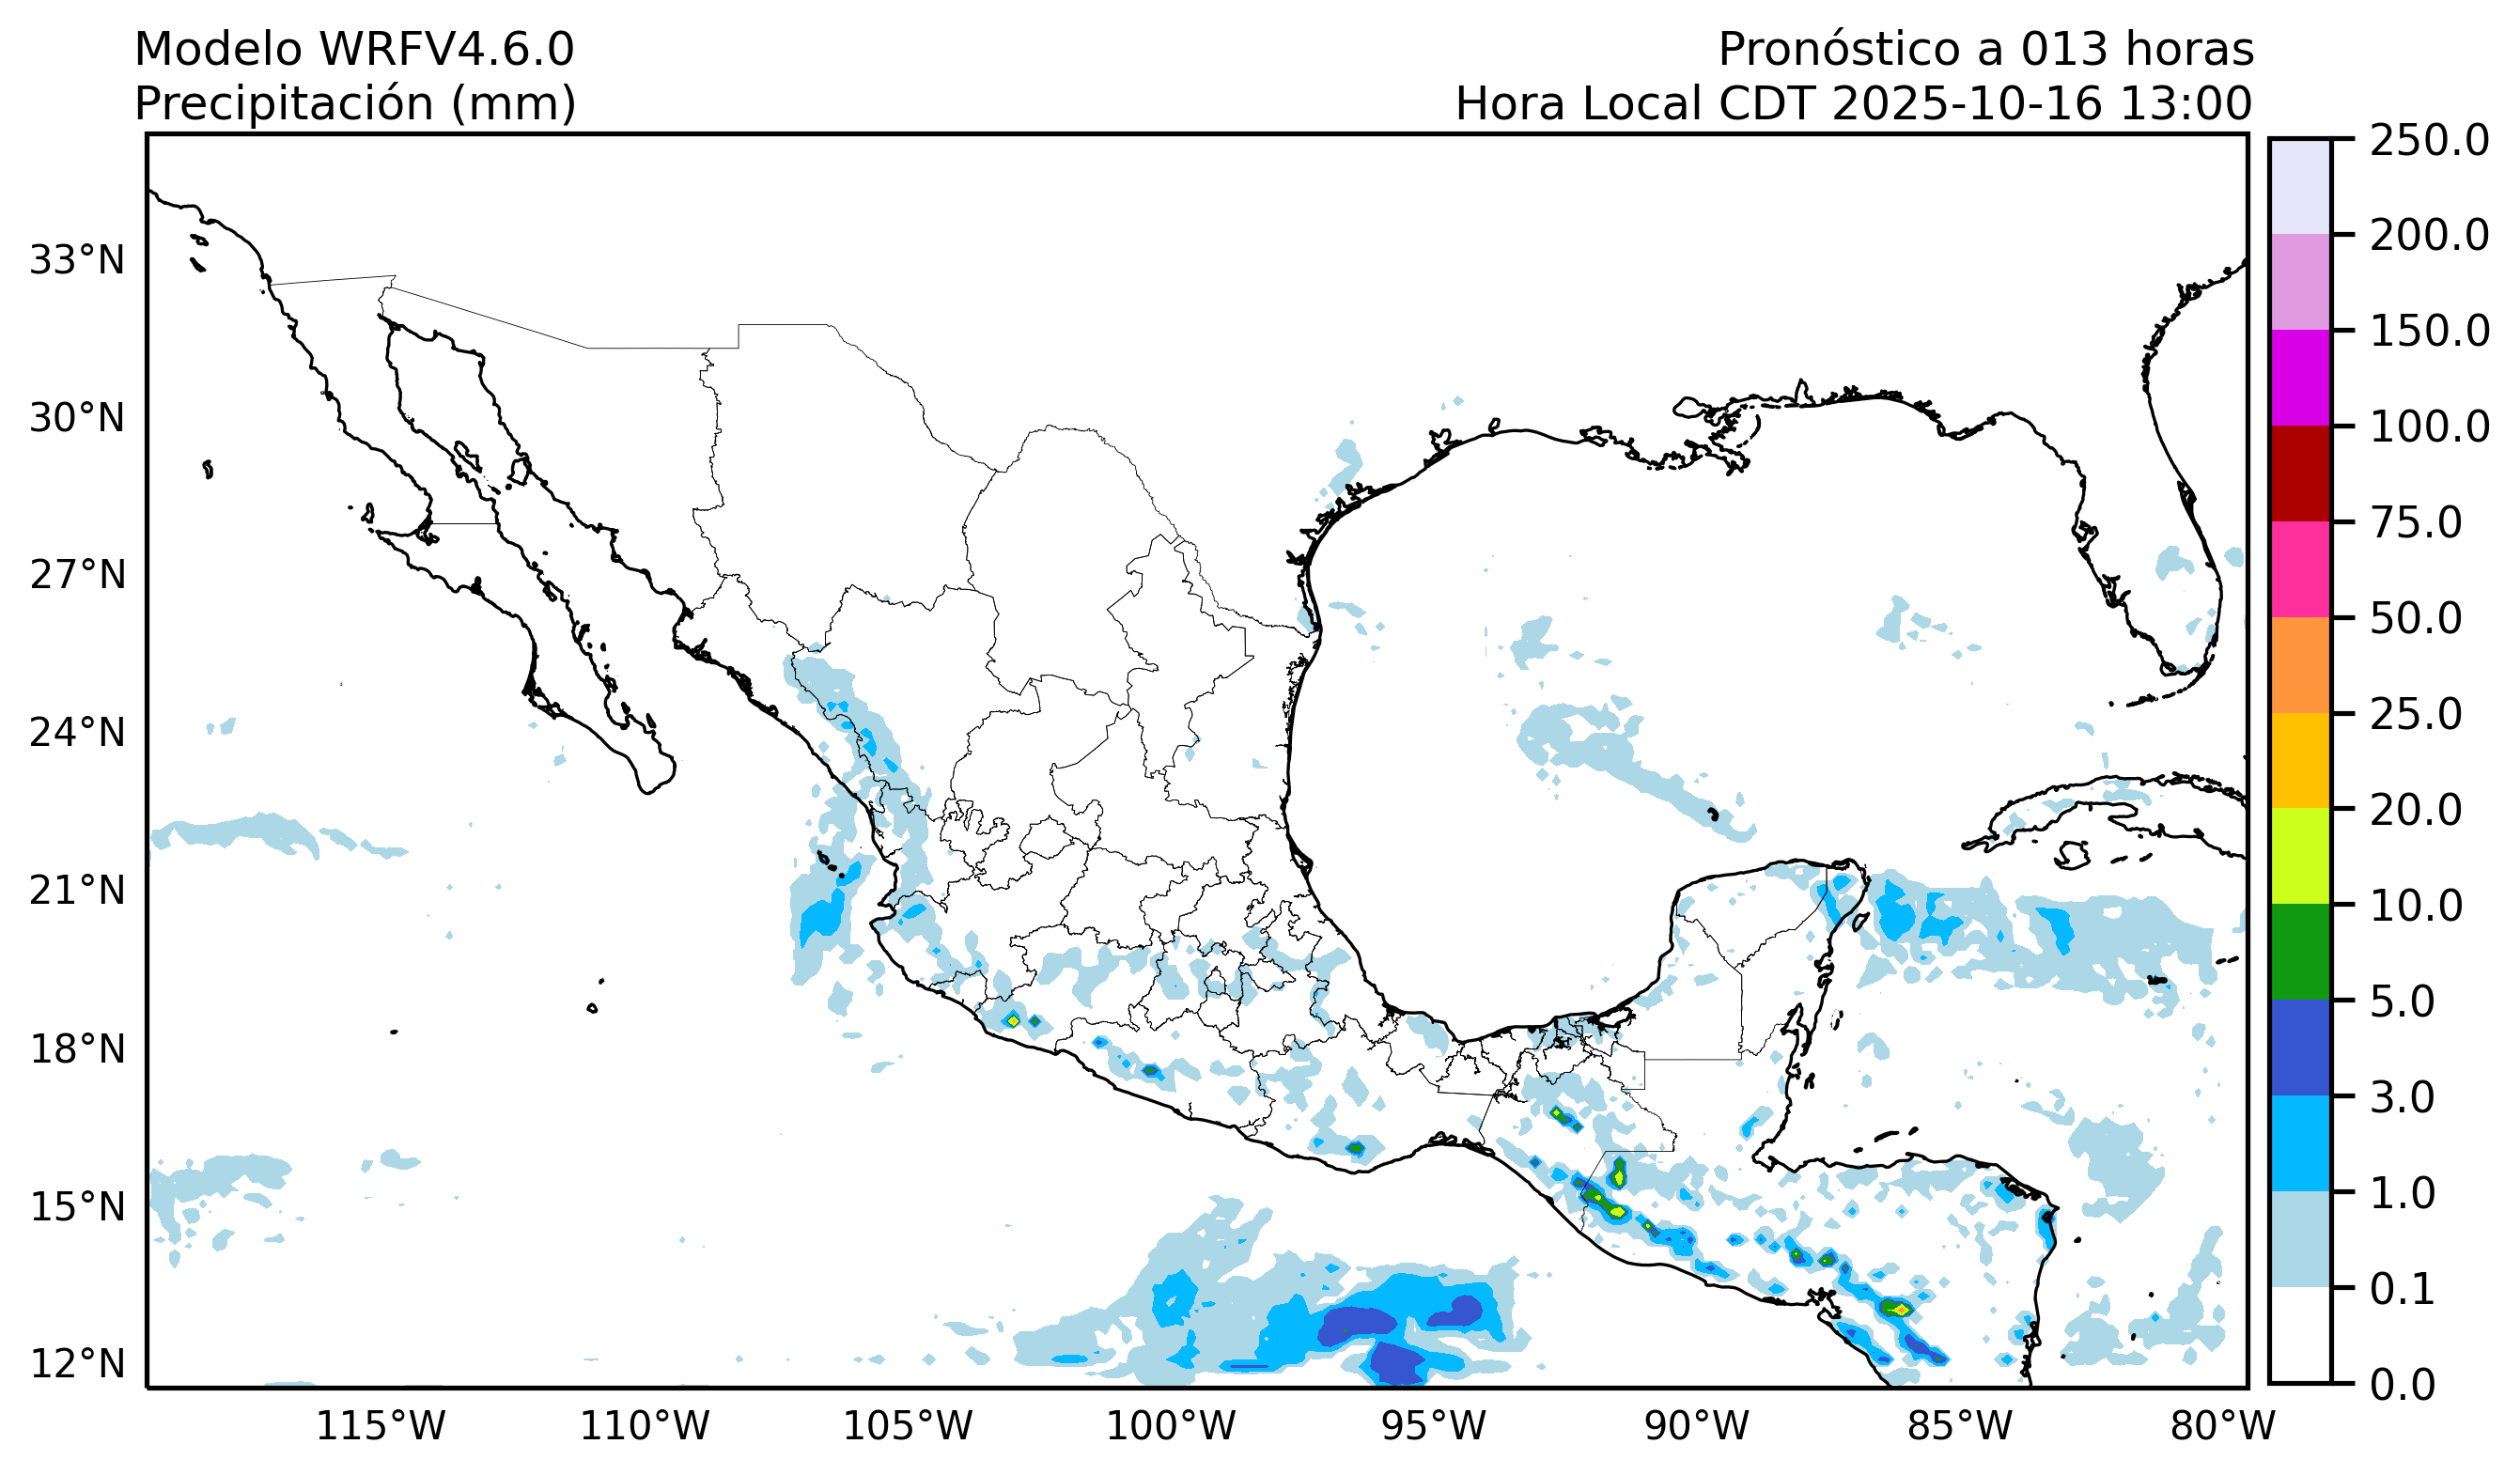 Modelo WRFV4.6.0
Precipitación (mm)
Pronóstico a 013 horas
Hora Local CDT 2025-10-16 13:00
33°N
30°N
27°N
24°N
21°N
18°N
15°N
12°N
115°W
110°W
105°W
100°W
95°W
90°W
85°W
80°W
250.0
200.0
150.0
100.0
75.0
50.0
25.0
20.0
10.0
5.0
3.0
1.0
0.1
0.0